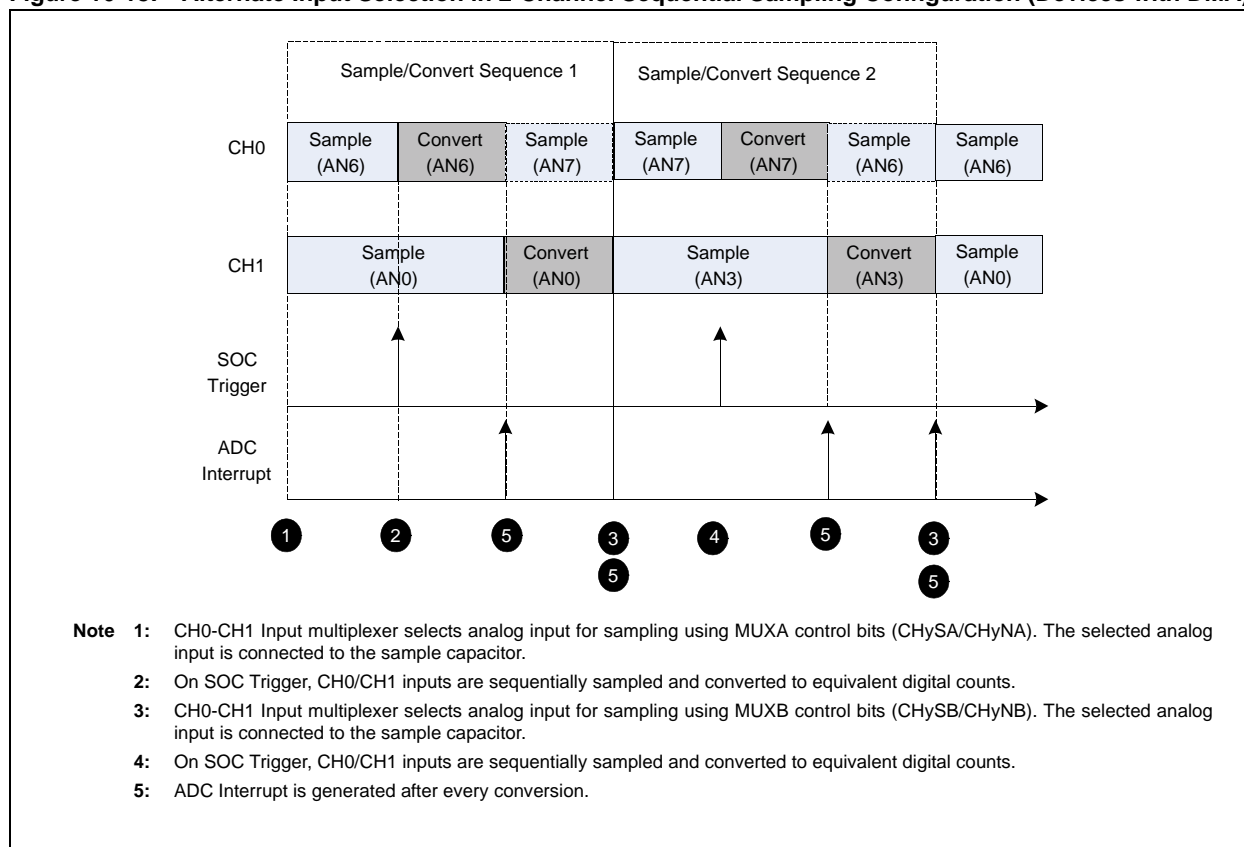 Figure 16-18: Alternate Input Selection in 2-Channel Sequential Sampling Configuration (Devices with DMA)
Sample/Convert Sequence 1 Sample/Convert Sequence 2
CH0
Sample Convert Sample Sample Convert Sample Sample
(AN6) (AN6) (AN7) (AN7) (AN7) (AN6) (AN6)
CH1
Sample Convert Sample Convert Sample
(AN0) (AN0) (AN3) (AN3) (AN0)
SOC
Trigger
ADC
Interrupt
1 2 5 3 4 5 3
5 5
Note 1: CH0-CH1 Input multiplexer selects analog input for sampling using MUXA control bits (CHySA/CHyNA). The selected analog
input is connected to the sample capacitor.
2: On SOC Trigger, CH0/CH1 inputs are sequentially sampled and converted to equivalent digital counts.
3: CH0-CH1 Input multiplexer selects analog input for sampling using MUXB control bits (CHySB/CHyNB). The selected analog
input is connected to the sample capacitor.
4: On SOC Trigger, CH0/CH1 inputs are sequentially sampled and converted to equivalent digital counts.
5: ADC Interrupt is generated after every conversion.